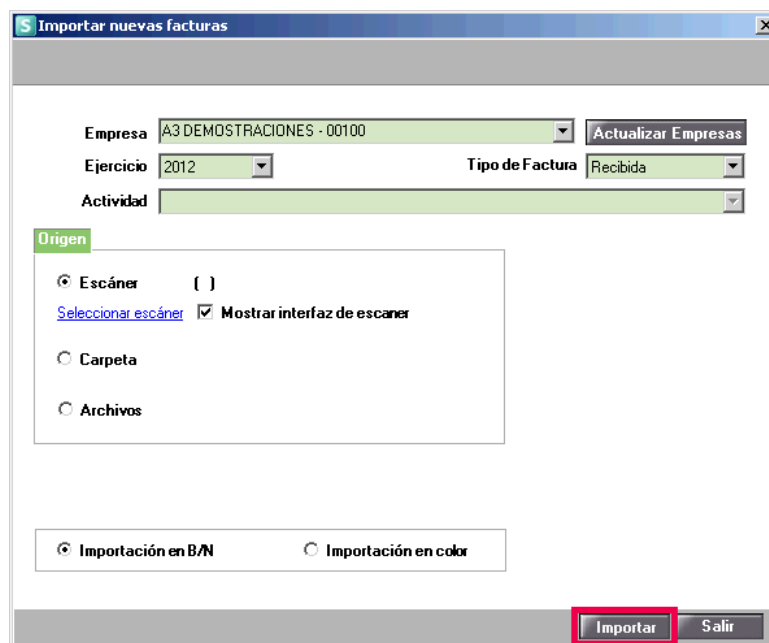 S Importar nuevas facturas
Empresa A3 DEMOSTRACIONES - 00100 Actualizar Empresas
Ejercicio 2012 Tipo de Factura Recibida
Actividad
Origen
Escáner ( )
Seleccionar escáner Mostrar interfaz de escaner
Carpeta
Archivos
Importación en B/N Importación en color
Importar Salir